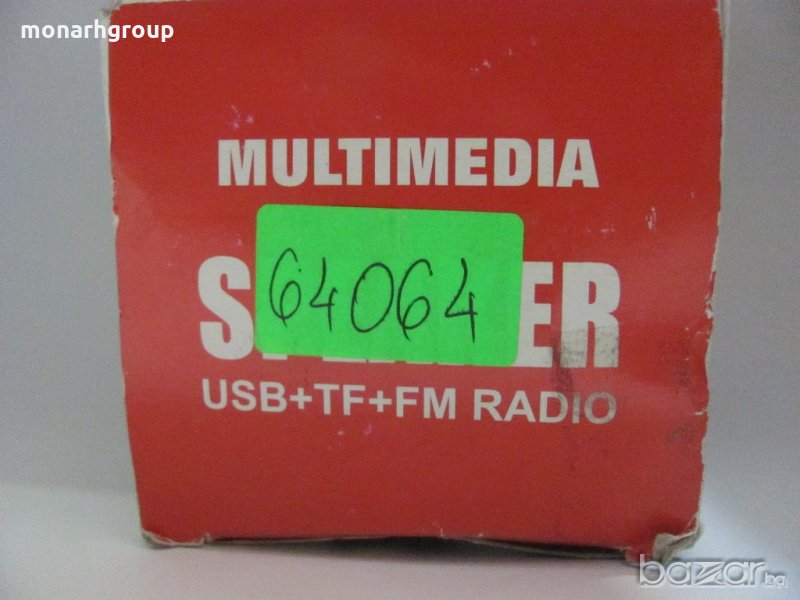 monarhgroup
MULTIMEDIA
64064
USB+TF+FM RADIO
bazar.bg